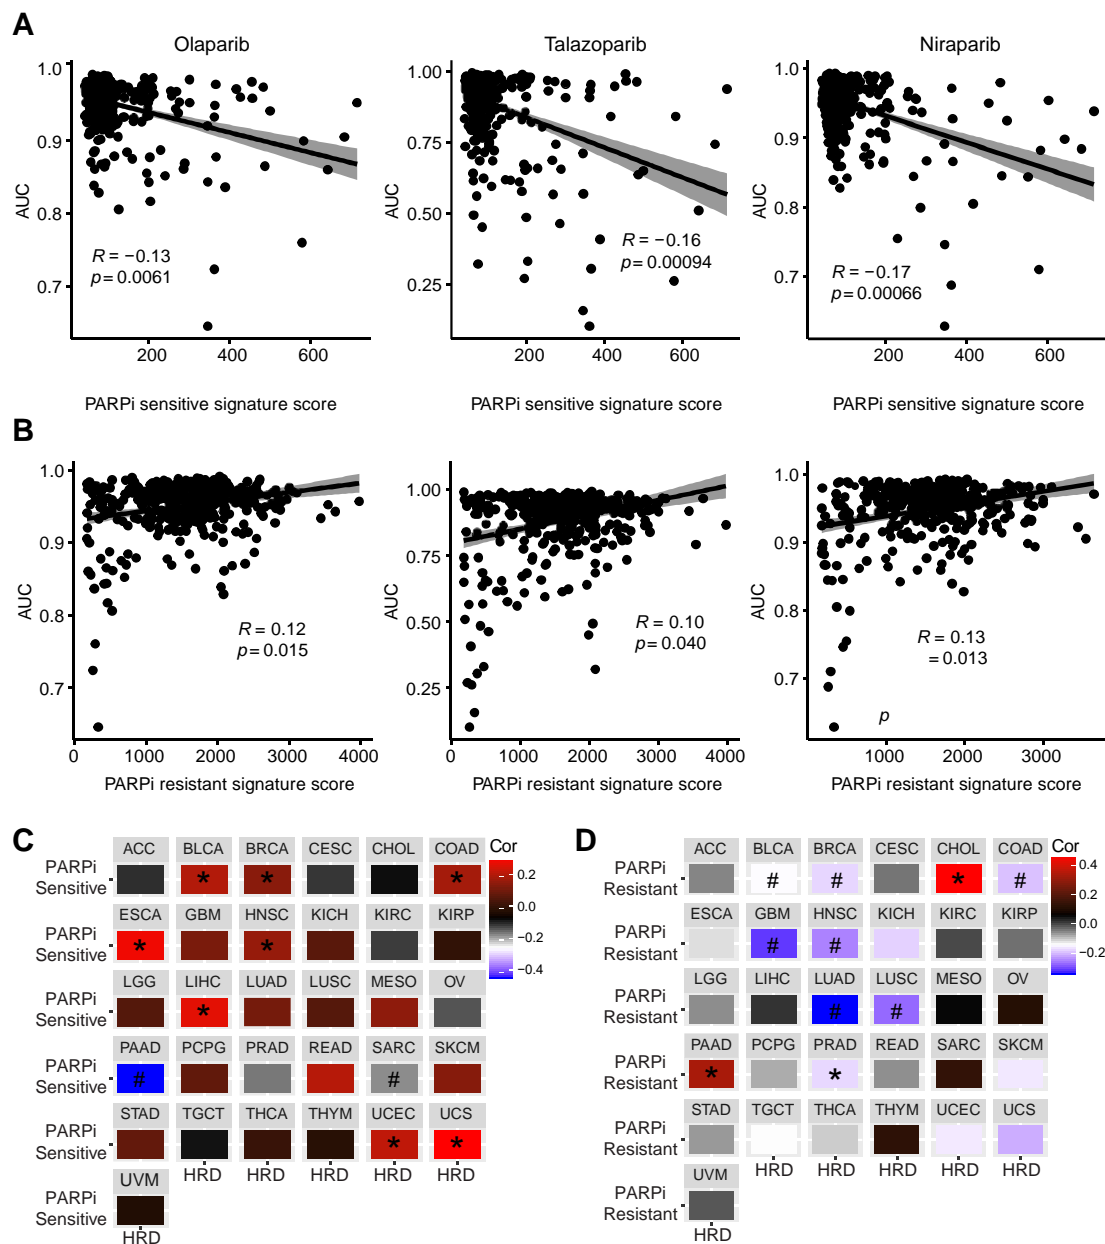 A
Olaparib
Talazoparib
Niraparib
AUC
1.0
0.9
0.8
0.7
R = −0.13
p = 0.0061
200
400
600
PARPi sensitive signature score
AUC
1.00
0.75
0.50
0.25
R = −0.16
p = 0.00094
200
400
600
PARPi sensitive signature score
AUC
1.0
0.9
0.8
0.7
R = −0.17
p = 0.00066
200
400
600
PARPi sensitive signature score
B
AUC
1.0
0.9
0.8
0.7
R = 0.12
p = 0.015
0
1000
2000
3000
4000
PARPi resistant signature score
AUC
1.00
0.75
0.50
0.25
R = 0.10
p = 0.040
0
1000
2000
3000
4000
PARPi resistant signature score
AUC
1.0
0.9
0.8
0.7
R = 0.13
= 0.013
p
1000
2000
3000
PARPi resistant signature score
C
ACC BLCA BRCA CESC CHOL COAD
PARPi
Sensitive
* * *
ESCA GBM HNSC KICH KIRC KIRP
PARPi
Sensitive
* *
LGG LIHC LUAD LUSC MESO OV
PARPi
Sensitive
*
PAAD PCPG PRAD READ SARC SKCM
PARPi
Sensitive
# #
STAD TGCT THCA THYM UCEC UCS
PARPi
Sensitive
* *
HRD HRD HRD HRD HRD
UVM
PARPi
Sensitive
HRD
Cor
0.2
0.0
−0.2
−0.4
D
ACC BLCA BRCA CESC CHOL COAD
PARPi
Resistant
# # * #
ESCA GBM HNSC KICH KIRC KIRP
PARPi
Resistant
# #
LGG LIHC LUAD LUSC MESO OV
PARPi
Resistant
# #
PAAD PCPG PRAD READ SARC SKCM
PARPi
Resistant
* *
STAD TGCT THCA THYM UCEC UCS
PARPi
Resistant
HRD HRD HRD HRD HRD
UVM
PARPi
Resistant
HRD
Cor
0.4
0.2
0.0
−0.2